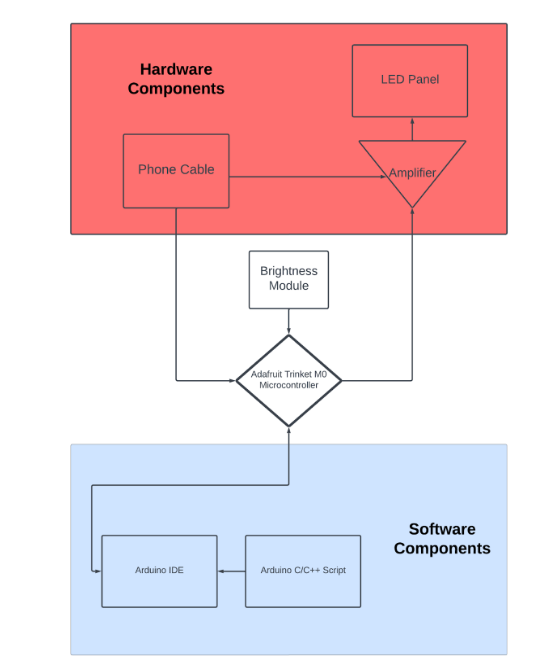 Hardware
Components
LED Panel
Phone Cable
Amplifier
Brightness
Module
Adafruit Trinket M0
Microcontroller
Software
Components
Arduino IDE
Arduino C/C++ Script